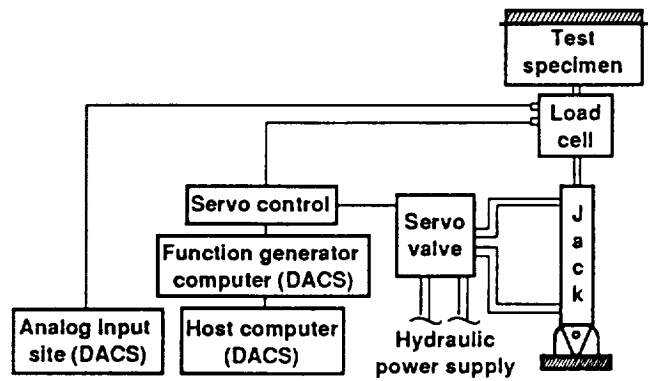 Test
specimen
Load
cell
Servo control
Servo
valve
J
a
c
k
Function generator
computer (DACS)
Analog Input
site (DACS)
Host computer
(DACS)
Hydraulic
power supply